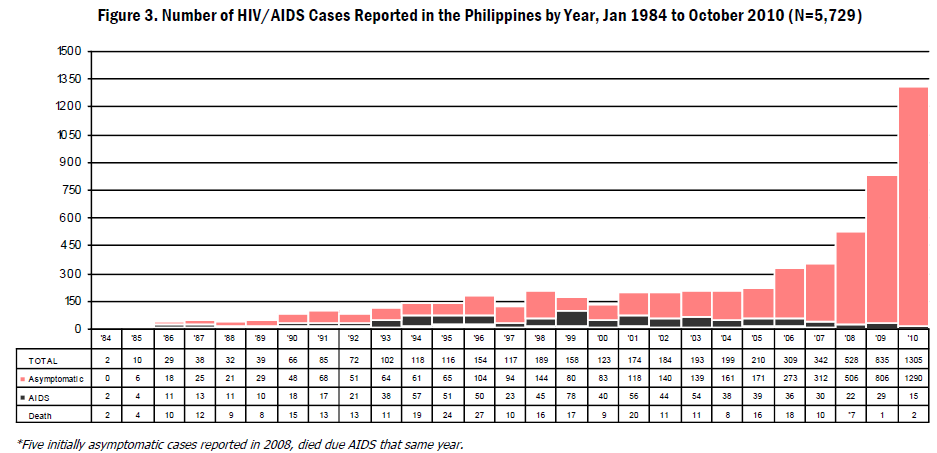 Figure 3. Number of HIV/AIDS Cases Reported in the Philippines by Year, Jan 1984 to October 2010 (N=5,729)
1500
1350
1200
1050
900
750
600
450
300
150
0
'84 '85 '86 '87 '88 '89 '90 '91 '92 '93 '94 '95 '96 '97 '98 '99 '00 '01 '02 '03 '04 '05 '06 '07 '08 '09 '10
TOTAL 2 10 29 38 32 39 66 85 72 102 118 116 154 117 189 158 123 174 184 193 199 210 309 342 528 835 1305
Asymptomatic 0 6 18 25 21 29 48 68 51 64 61 65 104 94 144 80 83 118 140 139 161 171 273 312 506 806 1290
AIDS 2 4 11 13 11 10 18 17 21 38 57 51 50 23 45 78 40 56 44 54 38 39 36 30 22 29 15
Death 2 4 10 12 9 8 15 13 13 11 19 24 27 10 16 17 9 20 11 11 8 16 18 10 *7 1 2
*Five initially asymptomatic cases reported in 2008, died due AIDS that same year.